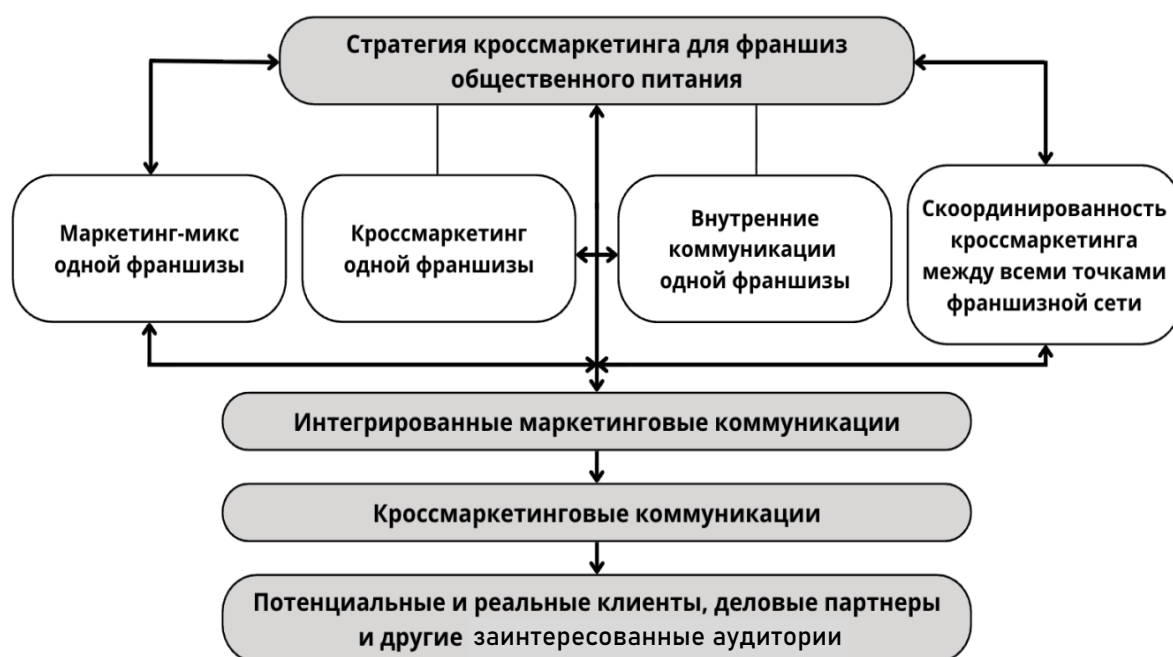 Стратегия кроссмаркетинга для франшиз
общественного питания
Маркетинг-микс
одной франшизы
Кроссмаркетинг
одной франшизы
Внутренние
коммуникации
одной франшизы
Скоординированность
кроссмаркетинга
между всеми точками
франшизной сети
Интегрированные маркетинговые коммуникации
Кроссмаркетинговые коммуникации
Потенциальные и реальные клиенты, деловые партнеры
и другие заинтересованные аудитории